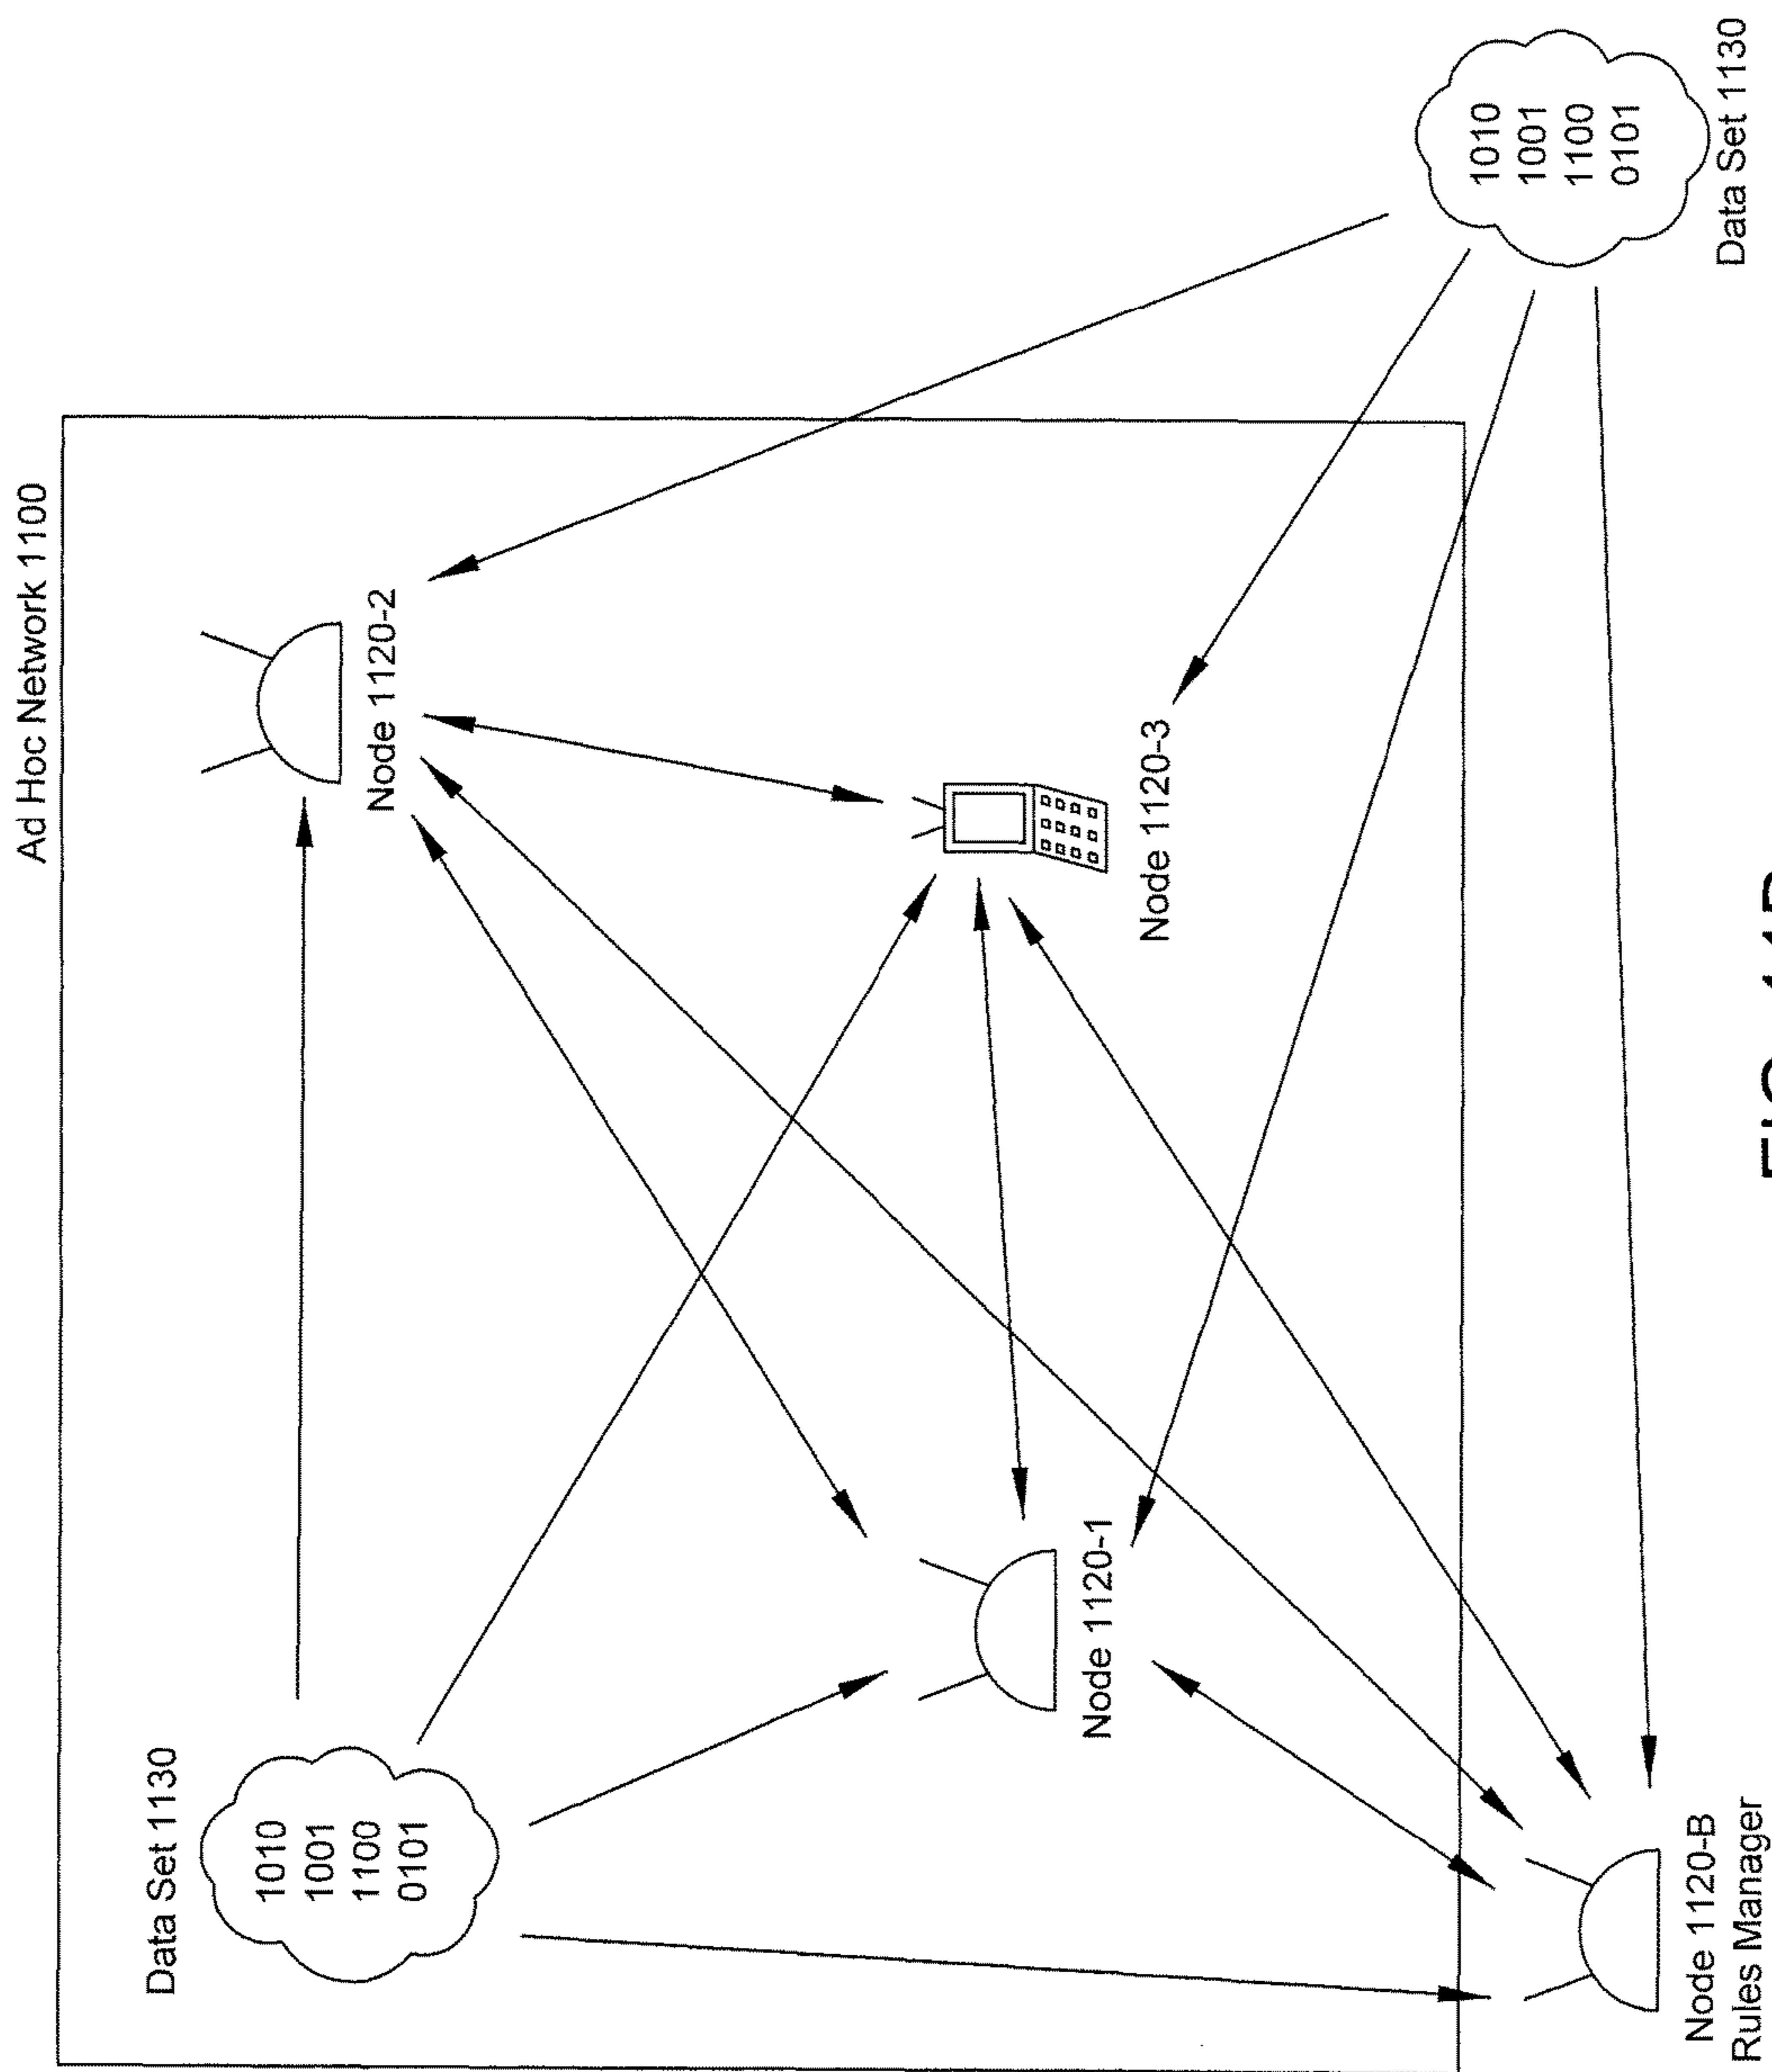 Ad Hoc Network 1100
Data Set 1130
1010
1001
1100
0101
Node 1120-2
Node 1120-1
Node 1120-3
1010
1001
1100
0101
Data Set 1130
Node 1120-B
Rules Manager